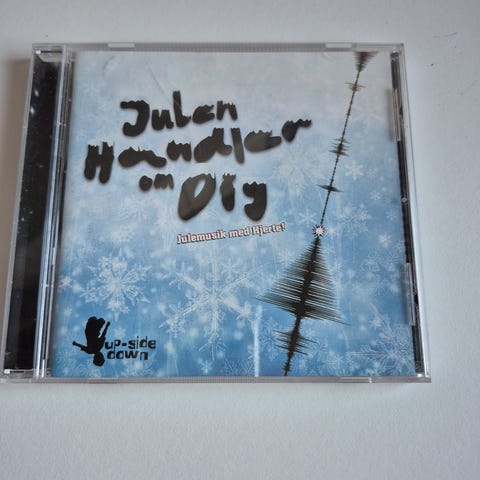 Julen
Handler
om Dig
Julemusik med Hjerte!
up-side
down